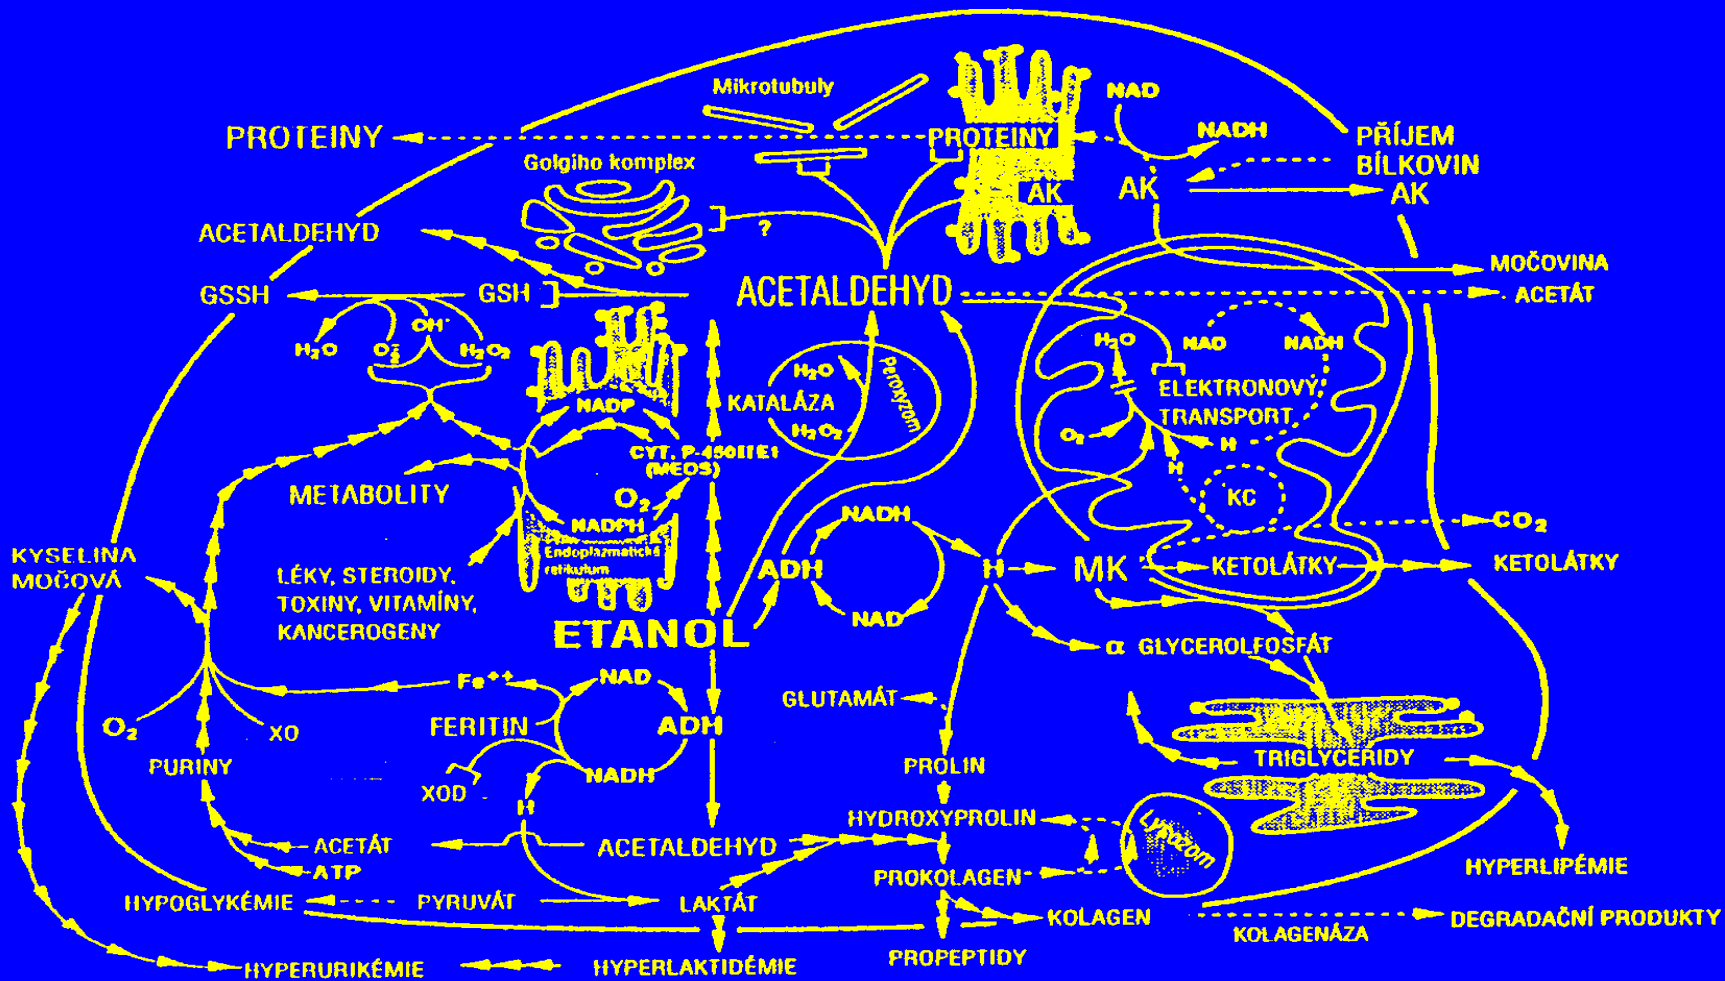 Mikrotubuly
NAD
PROTEINY
PROTEINY
NADH
PŘÍJEM
BÍLKOVIN
Golgiho komplex
AK
AK
AK
ACETALDEHYD
?
MOČOVINA
GSSH
GSH
ACETALDEHYD
ACETÁT
OH·
H₂O
O₂⁻
H₂O₂
H₂O
NAD
NADH
H₂O
Peroxyzom
ELEKTRONOVÝ
TRANSPORT
NADP
KATALÁZA
H₂O₂
O₂
H
CYT. P-450IIE1
(MEOS)
H
METABOLITY
O₂
KC
NADPH
NADH
CO₂
Endoplazmatické
retikulum
KYSELINA
MOČOVÁ
LÉKY, STEROIDY,
TOXINY, VITAMÍNY,
KANCEROGENY
ADH
H
MK
KETOLÁTKY
KETOLÁTKY
NAD
ETANOL
α GLYCEROLFOSFÁT
Fe⁺⁺
NAD
GLUTAMÁT
O₂
XO
FERITIN
ADH
PURINY
NADH
PROLIN
TRIGLYCERIDY
XOD
H
HYDROXYPROLIN
Lysozom
ACETÁT
ACETALDEHYD
ATP
PROKOLAGEN
HYPERLIPÉMIE
HYPOGLYKÉMIE
PYRUVÁT
LAKTÁT
KOLAGEN
DEGRADAČNÍ PRODUKTY
KOLAGENÁZA
HYPERURIKÉMIE
HYPERLAKTIDÉMIE
PROPEPTIDY